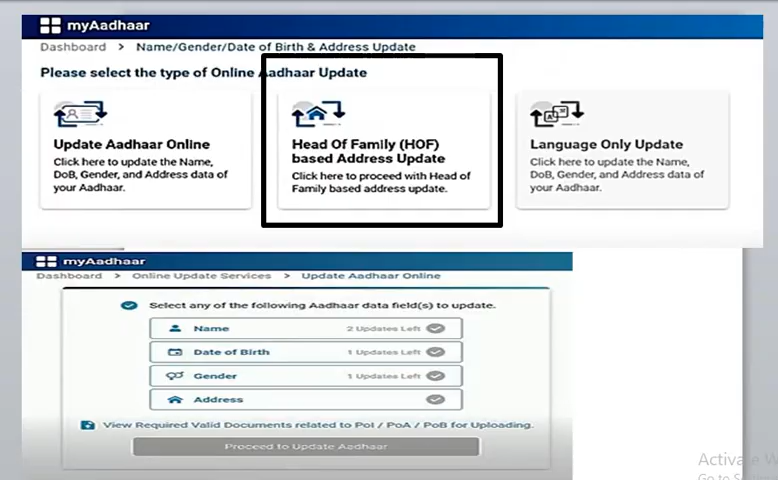 myAadhaar
Dashboard > Name/Gender/Date of Birth & Address Update
Please select the type of Online Aadhaar Update
Update Aadhaar Online
Click here to update the Name,
DoB, Gender, and Address data of
your Aadhaar.
Head Of Family (HOF)
based Address Update
Click here to proceed with Head of
Family based address update.
Language Only Update
Click here to update the Name,
DoB, Gender, and Address data of
your Aadhaar.
myAadhaar
Dashboard > Online Update Services > Update Aadhaar Online
Select any of the following Aadhaar data field(s) to update.
Name 2 Updates Left
Date of Birth 1 Updates Left
Gender 1 Updates Left
Address
View Required Valid Documents related to PoI / PoA / PoB for Uploading.
Proceed to Update Aadhaar
Activate W
Go to